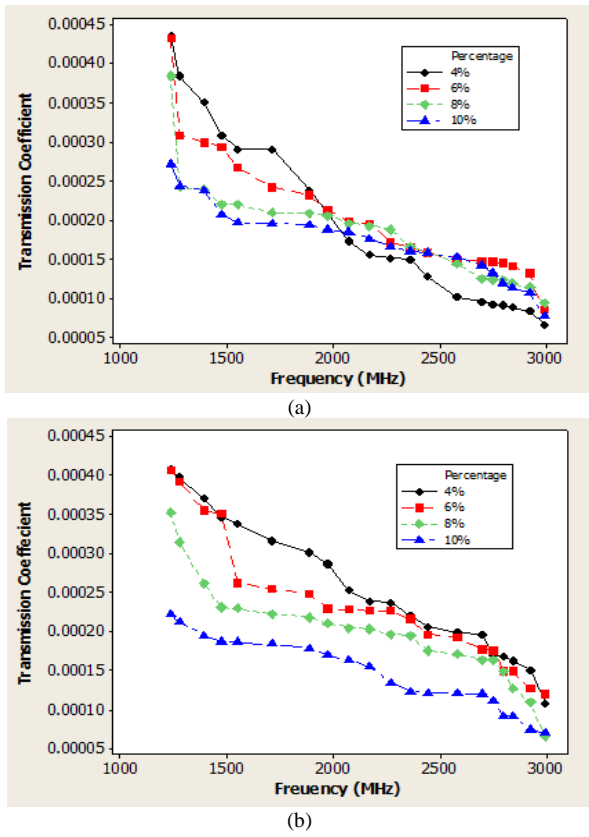 0.00045
0.00040
0.00035
0.00030
0.00025
0.00020
0.00015
0.00010
0.00005
Transmission Coefficient
Percentage
4%
6%
8%
10%
1000 1500 2000 2500 3000
Frequency (MHz)
(a)
0.00045
0.00040
0.00035
0.00030
0.00025
0.00020
0.00015
0.00010
0.00005
Transmission Coeffecient
Percentage
4%
6%
8%
10%
1000 1500 2000 2500 3000
Freuency (MHz)
(b)